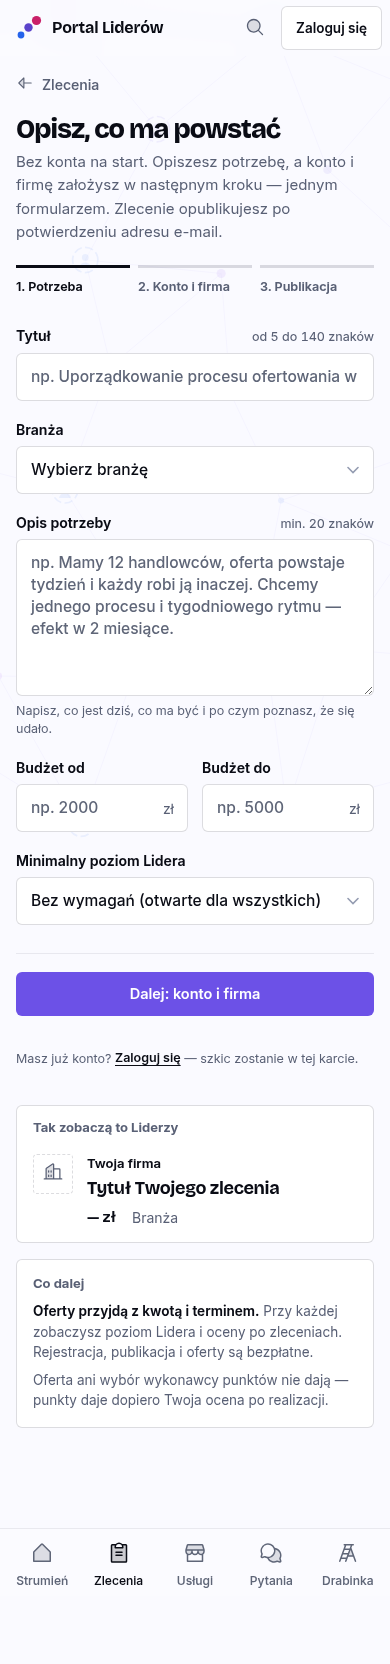 Portal Liderów
Zaloguj się
Zlecenia
Opisz, co ma powstać
Bez konta na start. Opiszesz potrzebę, a konto i
firmę założysz w następnym kroku — jednym
formularzem. Zlecenie opublikujesz po
potwierdzeniu adresu e-mail.
1. Potrzeba
2. Konto i firma
3. Publikacja
Tytuł
od 5 do 140 znaków
np. Uporządkowanie procesu ofertowania w
Branża
Wybierz branżę
Opis potrzeby
min. 20 znaków
np. Mamy 12 handlowców, oferta powstaje
tydzień i każdy robi ją inaczej. Chcemy
jednego procesu i tygodniowego rytmu —
efekt w 2 miesiące.
Napisz, co jest dziś, co ma być i po czym poznasz, że się
udało.
Budżet od
Budżet do
np. 2000 zł
np. 5000 zł
Minimalny poziom Lidera
Bez wymagań (otwarte dla wszystkich)
Dalej: konto i firma
Masz już konto? Zaloguj się — szkic zostanie w tej karcie.
Tak zobaczą to Liderzy
Twoja firma
Tytuł Twojego zlecenia
— zł Branża
Co dalej
Oferty przyjdą z kwotą i terminem. Przy każdej
zobaczysz poziom Lidera i oceny po zleceniach.
Rejestracja, publikacja i oferty są bezpłatne.
Oferta ani wybór wykonawcy punktów nie dają —
punkty daje dopiero Twoja ocena po realizacji.
Strumień
Zlecenia
Usługi
Pytania
Drabinka